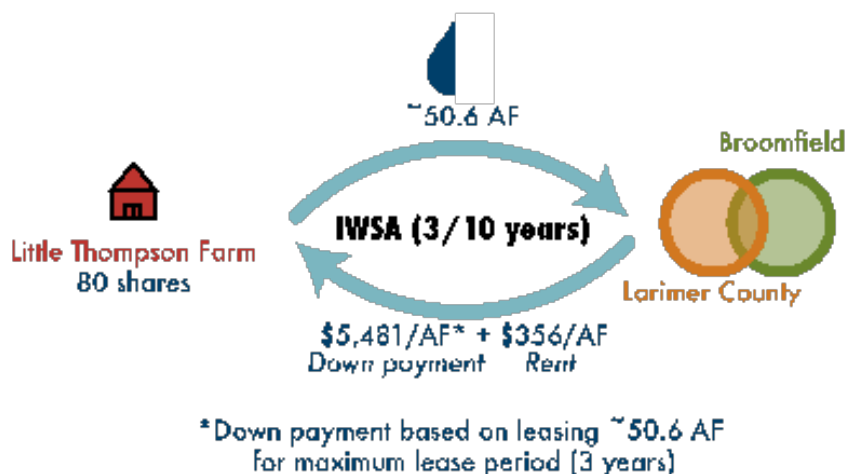 ~50.6 AF
Broomfield
IWSA (3/10 years)
Little Thompson Farm
80 shares
Larimer County
$5,481/AF* + $356/AF
Down payment Rent
*Down payment based on leasing ~50.6 AF
for maximum lease period (3 years)